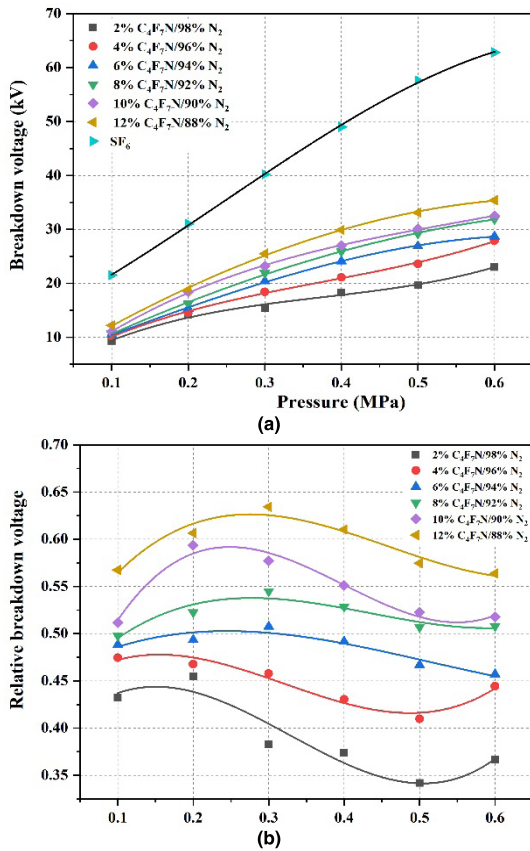 70
60
50
40
30
20
10
Breakdown voltage (kV)
2% C₄F₇N/98% N₂
4% C₄F₇N/96% N₂
6% C₄F₇N/94% N₂
8% C₄F₇N/92% N₂
10% C₄F₇N/90% N₂
12% C₄F₇N/88% N₂
SF₆
0.1 0.2 0.3 0.4 0.5 0.6
Pressure (MPa)
(a)
0.70
0.65
0.60
0.55
0.50
0.45
0.40
0.35
Relative breakdown voltage
2% C₄F₇N/98% N₂
4% C₄F₇N/96% N₂
6% C₄F₇N/94% N₂
8% C₄F₇N/92% N₂
10% C₄F₇N/90% N₂
12% C₄F₇N/88% N₂
0.1 0.2 0.3 0.4 0.5 0.6
(b)